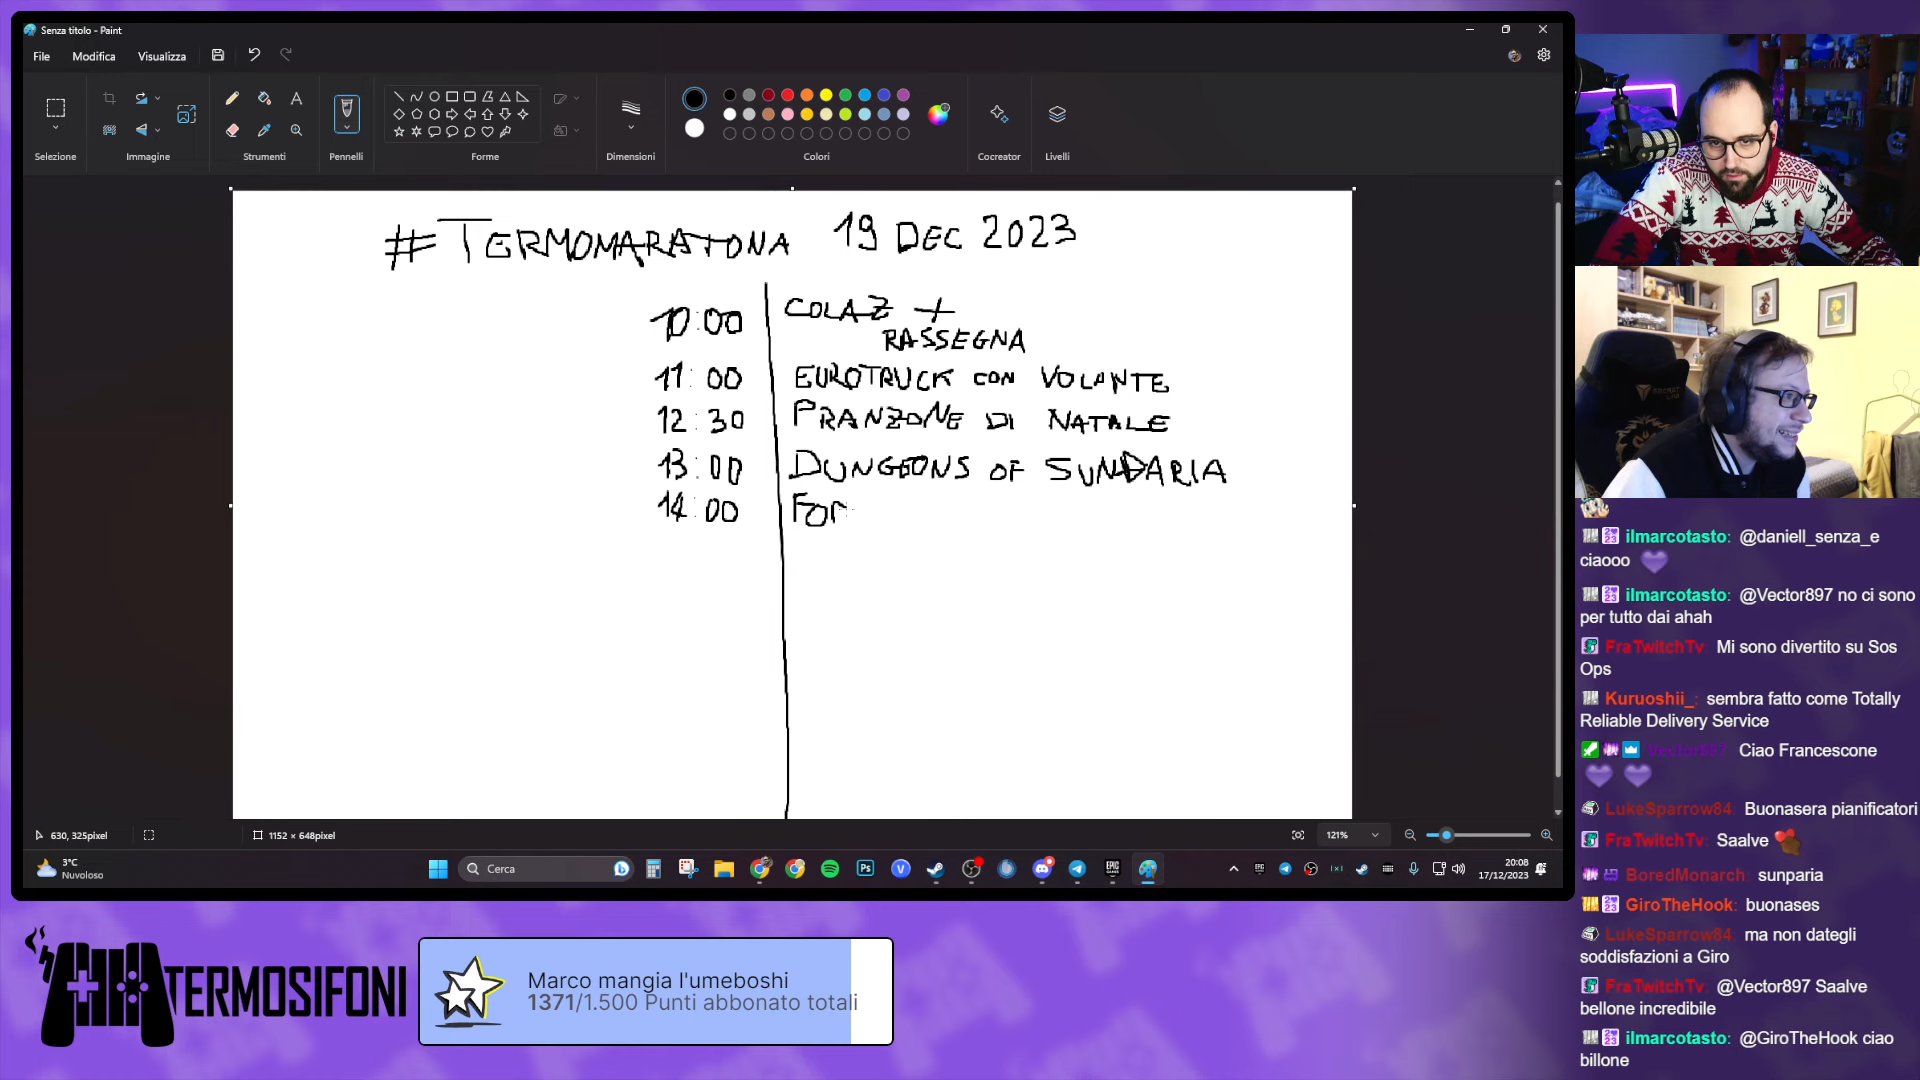 Senza titolo - Paint
File Modifica Visualizza
Selezione Immagine Strumenti Pennelli Forme Dimensioni Colori Cocreator Livelli
#TERMOMARATONA 19 DEC 2023
10:00 COLAZ +
RASSEGNA
11:00 EUROTRUCK CON VOLANTE
12:30 PRANZONE DI NATALE
13:00 DUNGEONS OF SUNDARIA
14:00 FOR
630, 325pixel 1152 × 648pixel 121%
3°C
Nuvoloso
Cerca
20:08
17/12/2023
ilmarcotasto: @daniell_senza_e
ciaooo
ilmarcotasto: @Vector897 no ci sono
per tutto dai ahah
FraTwitchTv: Mi sono divertito su Sos
Ops
Kuruoshii_: sembra fatto come Totally
Reliable Delivery Service
Vector897: Ciao Francescone
LukeSparrow84: Buonasera pianificatori
FraTwitchTv: Saalve
BoredMonarch: sunparia
GiroTheHook: buonases
LukeSparrow84: ma non dategli
soddisfazioni a Giro
FraTwitchTv: @Vector897 Saalve
bellone incredibile
ilmarcotasto: @GiroTheHook ciao
billone
TERMOSIFONI
Marco mangia l'umeboshi
1371/1.500 Punti abbonato totali